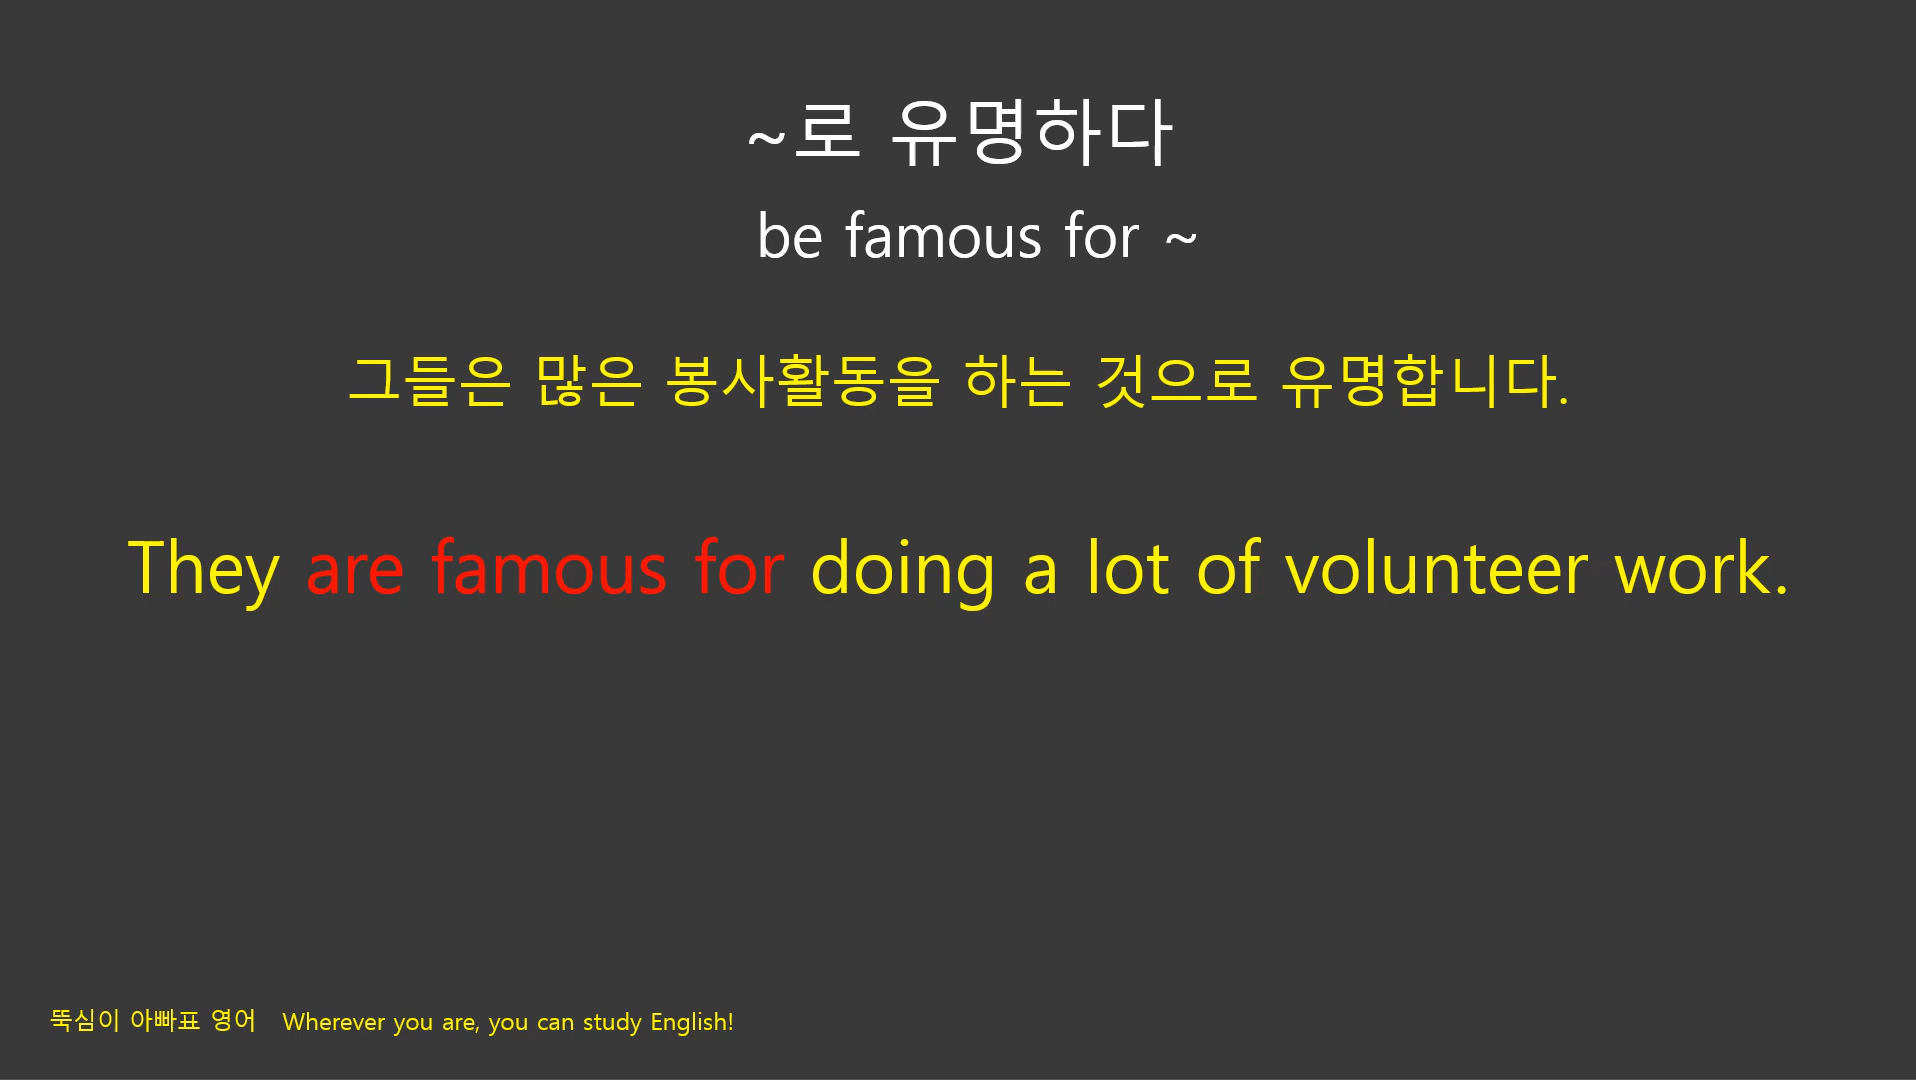 ~로 유명하다
be famous for ~
그들은 많은 봉사활동을 하는 것으로 유명합니다.
They are famous for doing a lot of volunteer work.
뚝심이 아빠표 영어 Wherever you are, you can study English!